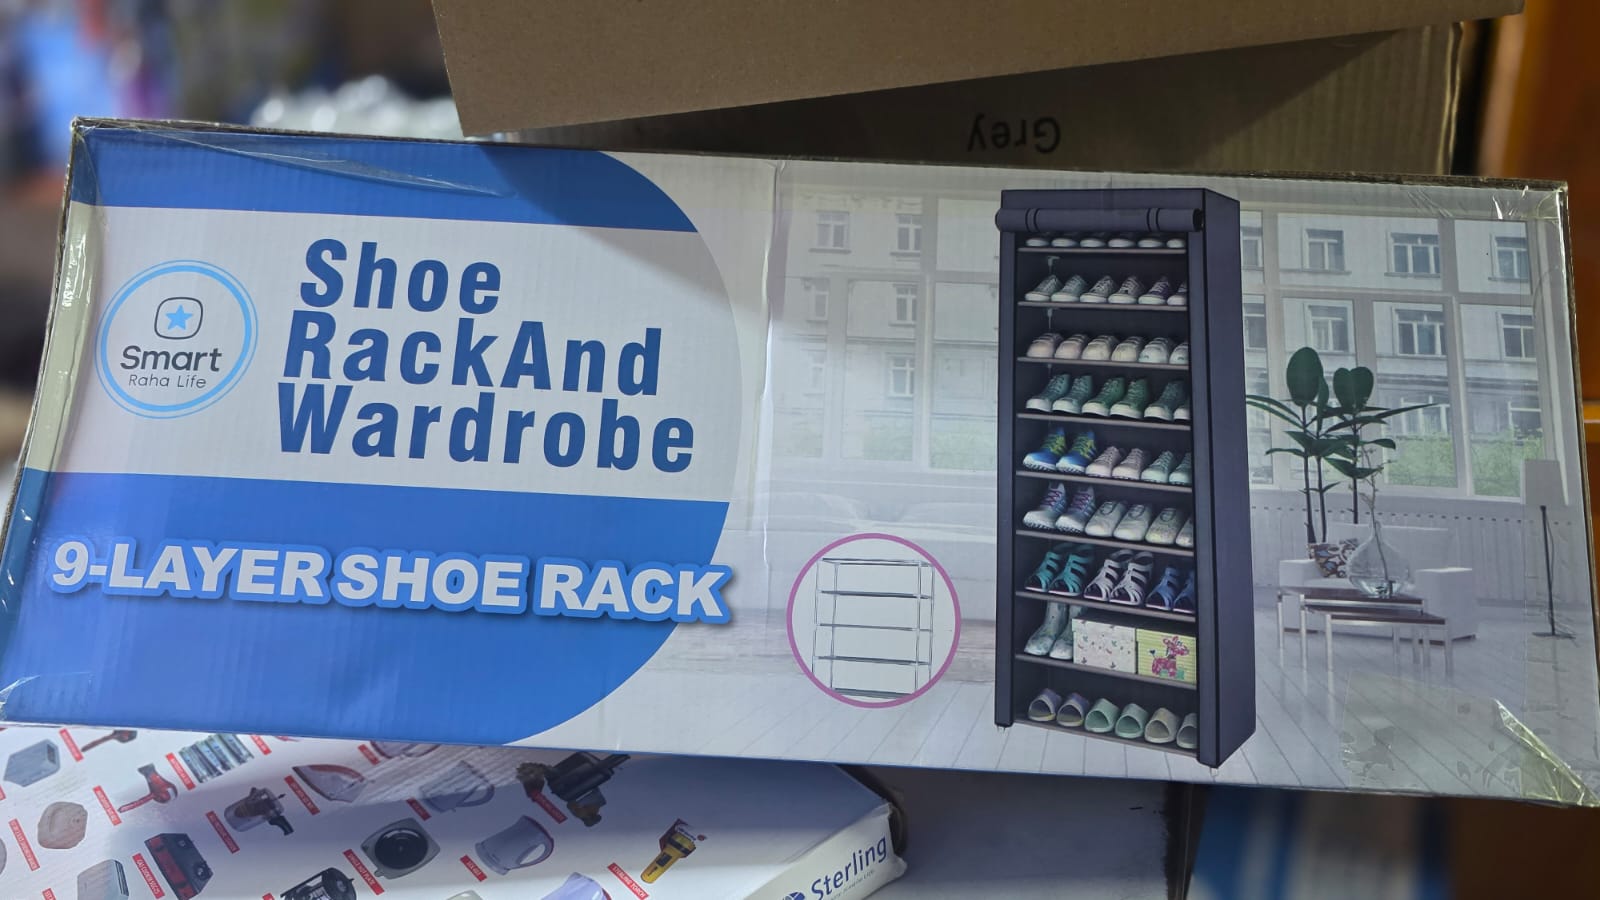 Grey
Smart
Raha Life
Shoe
RackAnd
Wardrobe
9-LAYER SHOE RACK
Sterling